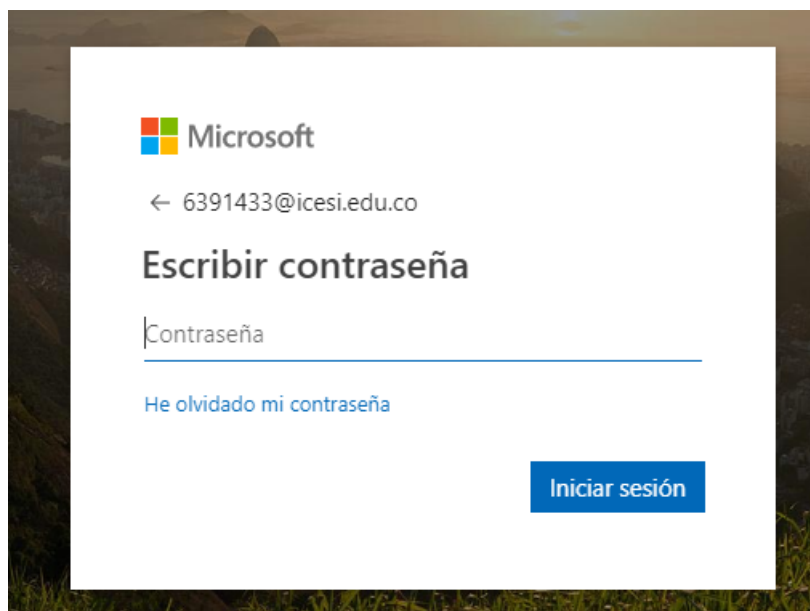 Microsoft
← 6391433@icesi.edu.co
Escribir contraseña
Contraseña
He olvidado mi contraseña
Iniciar sesión